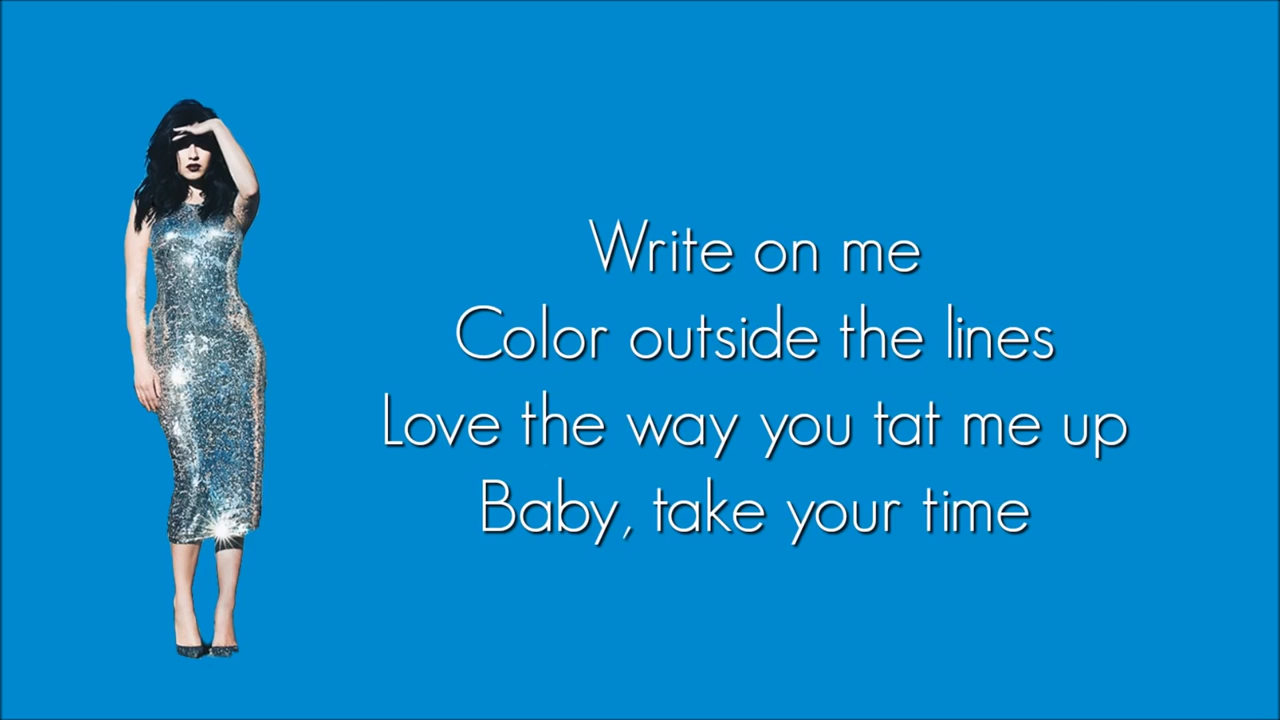 Write on me
Color outside the lines
Love the way you tat me up
Baby, take your time